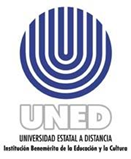 UNED
UNIVERSIDAD ESTATAL A DISTANCIA
Institución Benemérita de la Educación y la Cultura